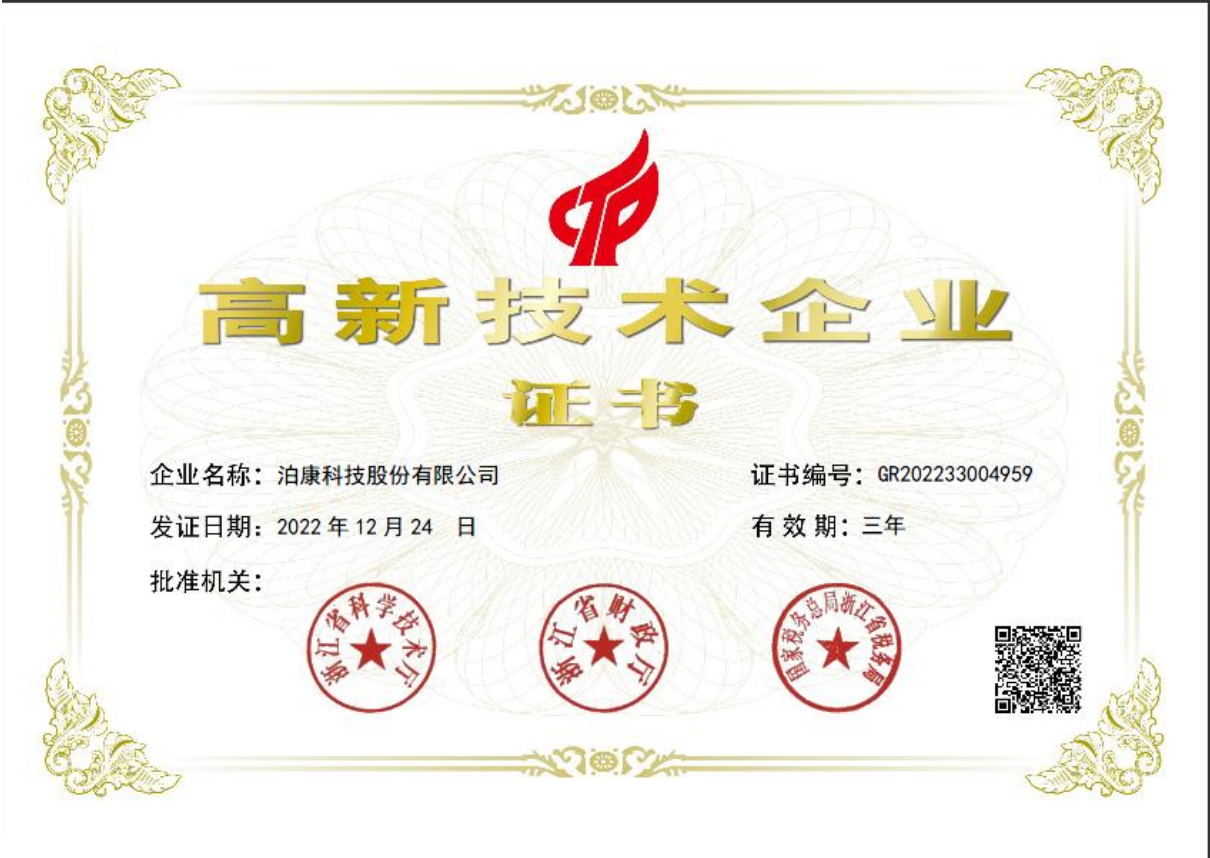 高新技术企业
证书
企业名称：泊康科技股份有限公司
证书编号：GR202233004959
发证日期：2022 年 12 月 24 日
有 效 期：三年
批准机关：
浙江省科学技术厅
浙江省财政厅
国家税务总局浙江省税务局